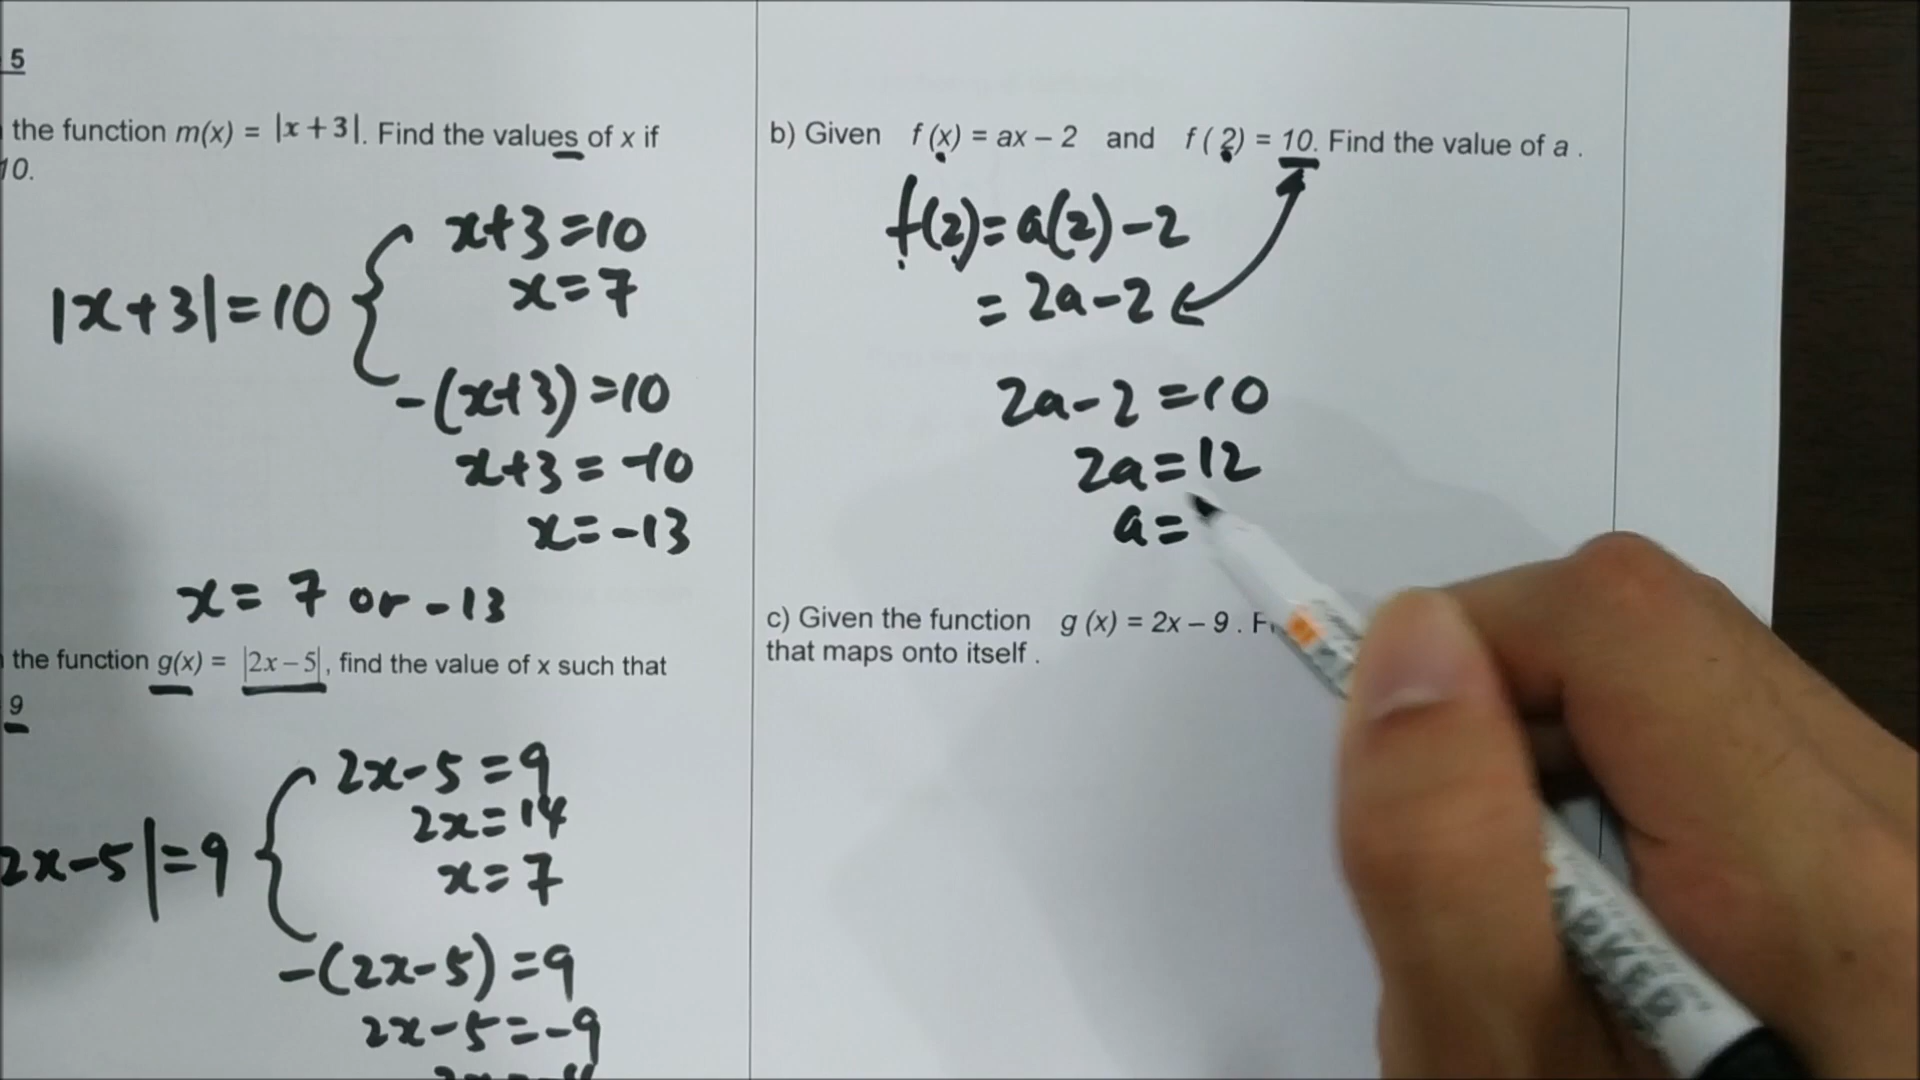 5
the function m(x) = |x + 3|. Find the values of x if
10.
|x+3|=10
x+3=10
x=7
-(x+3)=10
x+3=-10
x=-13
x= 7 or -13
the function g(x) = |2x – 5|, find the value of x such that
9
2x-5|=9
2x-5=9
2x=14
x=7
-(2x-5)=9
2x-5=-9
b) Given f (x) = ax – 2 and f ( 2) = 10. Find the value of a .
f(2)=a(2)-2
= 2a-2
2a-2=10
2a=12
a=
c) Given the function g (x) = 2x – 9 .
that maps onto itself .